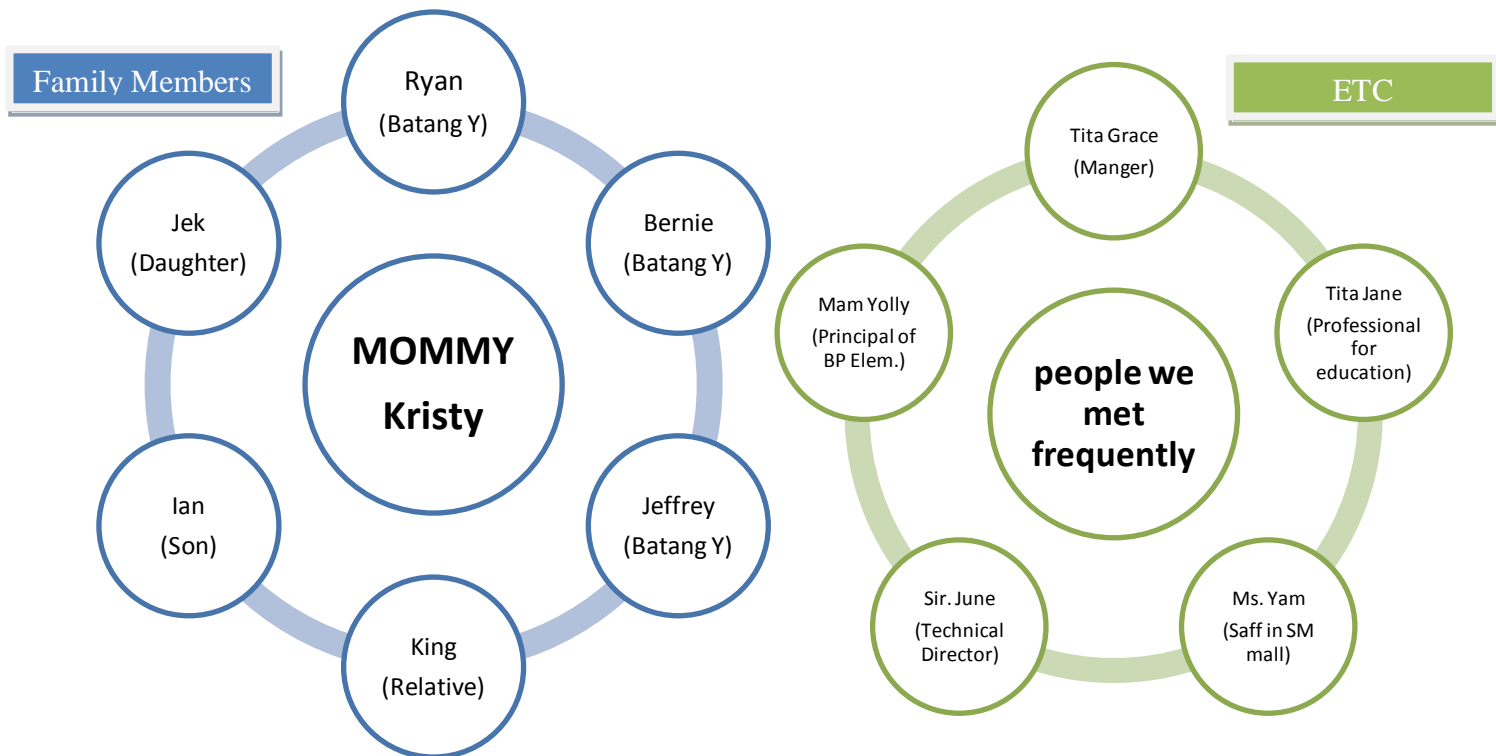 Family Members
Ryan
(Batang Y)
Bernie
(Batang Y)
Jeffrey
(Batang Y)
King
(Relative)
Ian
(Son)
Jek
(Daughter)
MOMMY
Kristy
ETC
Tita Grace
(Manger)
Tita Jane
(Professional
for
education)
Ms. Yam
(Saff in SM
mall)
Sir. June
(Technical
Director)
Mam Yolly
(Principal of
BP Elem.)
people we
met
frequently